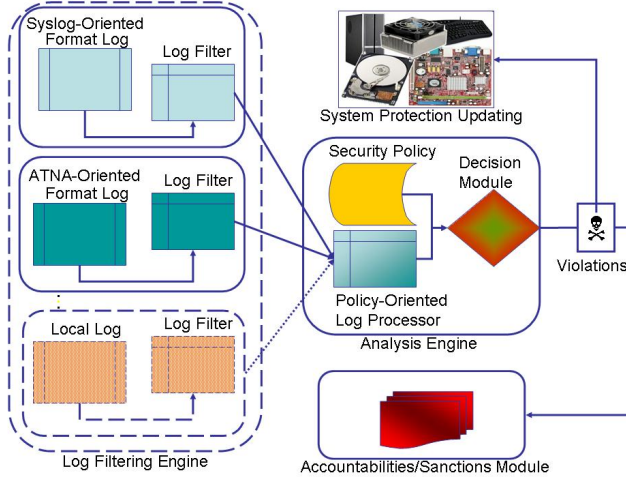 Syslog-Oriented
Format Log
Log Filter
ATNA-Oriented
Format Log
Log Filter
Local Log
Log Filter
Log Filtering Engine
System Protection Updating
Security Policy
Decision
Module
Policy-Oriented
Log Processor
Analysis Engine
Violations
Accountabilities/Sanctions Module